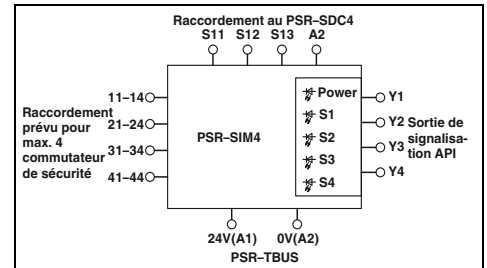 Raccordement au PSR–SDC4
S11 S12 S13 A2
Raccordement
prévu pour
max. 4
commutateur
de sécurité
11–14
21–24
31–34
41–44
PSR–SIM4
Power
S1
S2
S3
S4
Y1
Y2
Y3
Y4
Sortie de
signalisa-
tion API
24V(A1) 0V(A2)
PSR–TBUS